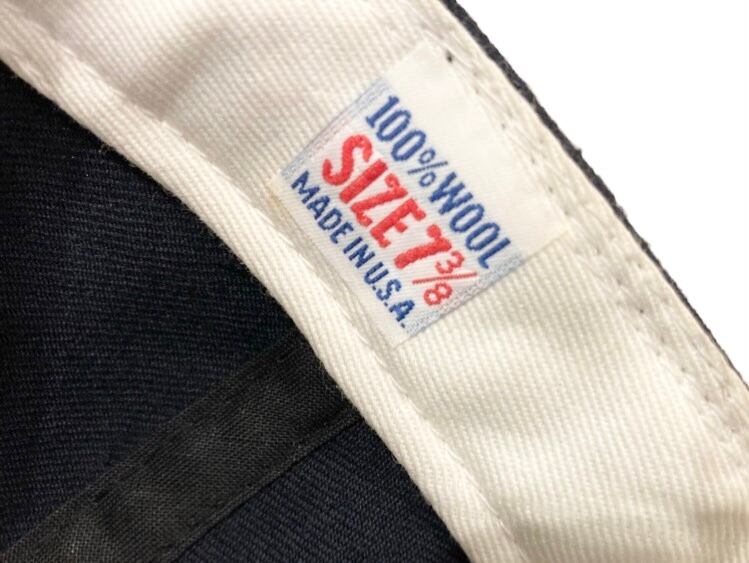 100% WOOL
SIZE 7 3/8
MADE IN U.S.A.